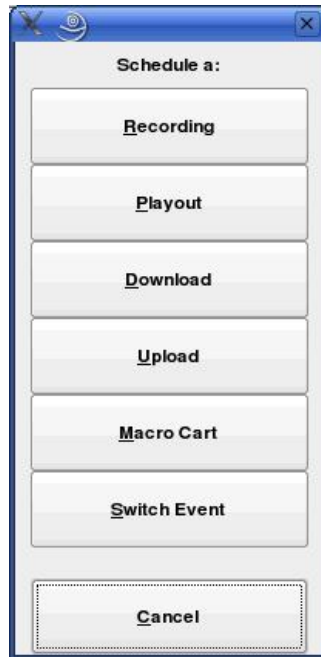 Schedule a:
Recording
Playout
Download
Upload
Macro Cart
Switch Event
Cancel